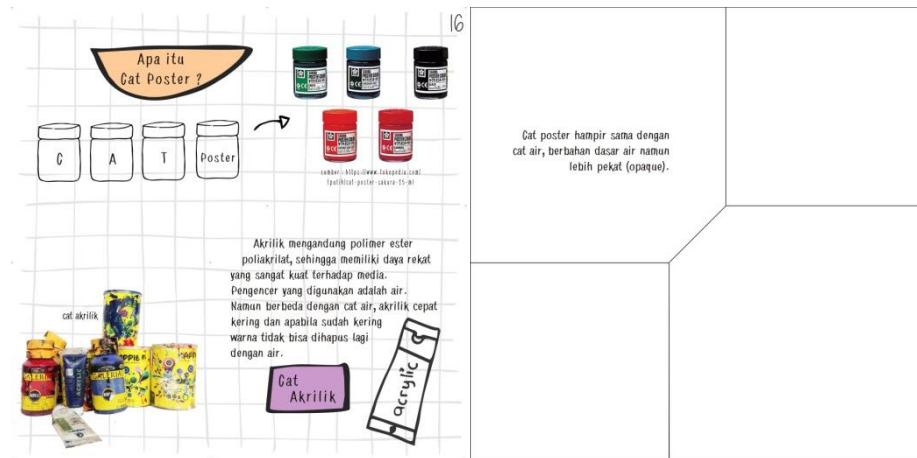 16
Apa itu
Cat Poster ?
C A T Poster
sumber : https://www.tokopedia.com/
Cat poster hampir sama dengan
cat air, berbahan dasar air namun
lebih pekat (opaque).
Akrilik mengandung polimer ester
poliakrilat, sehingga memiliki daya rekat
yang sangat kuat terhadap media.
Pengencer yang digunakan adalah air.
Namun berbeda dengan cat air, akrilik cepat
kering dan apabila sudah kering
warna tidak bisa dihapus lagi
dengan air.
cat akrilik
Cat
Akrilik
acrylic